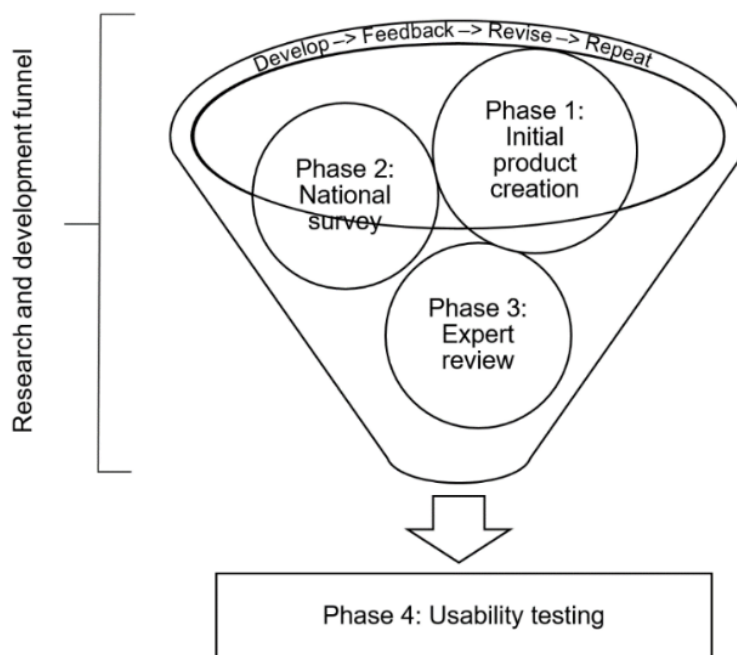 Develop –> Feedback –> Revise –> Repeat
Phase 1:
Initial
product
creation
Phase 2:
National
survey
Phase 3:
Expert
review
Research and development funnel
Phase 4: Usability testing